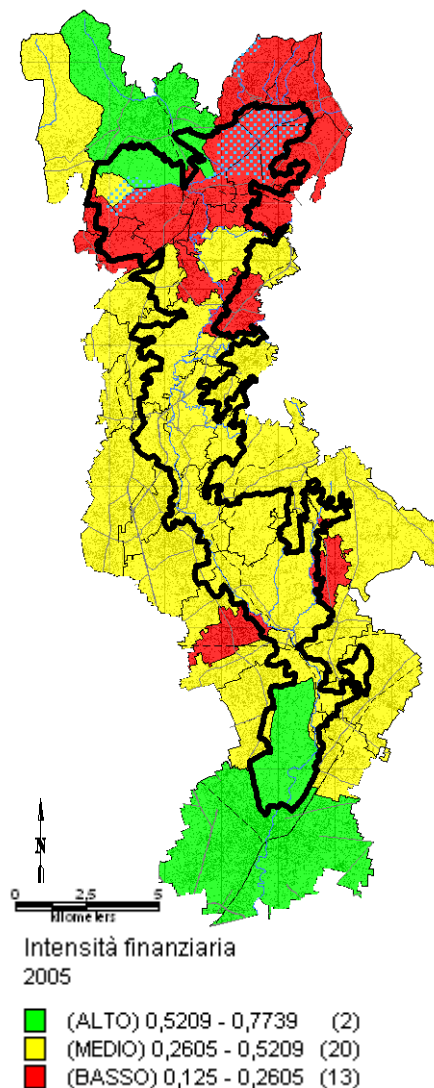 N
0 2,5 5
kilometers
Intensità finanziaria
2005
(ALTO) 0,5209 - 0,7739 (2)
(MEDIO) 0,2605 - 0,5209 (20)
(BASSO) 0,125 - 0,2605 (13)